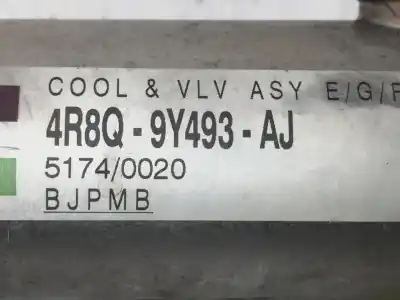 COOL & VLV ASY E/G/F
4R8Q - 9Y493 - AJ
5174/0020
BJPMB